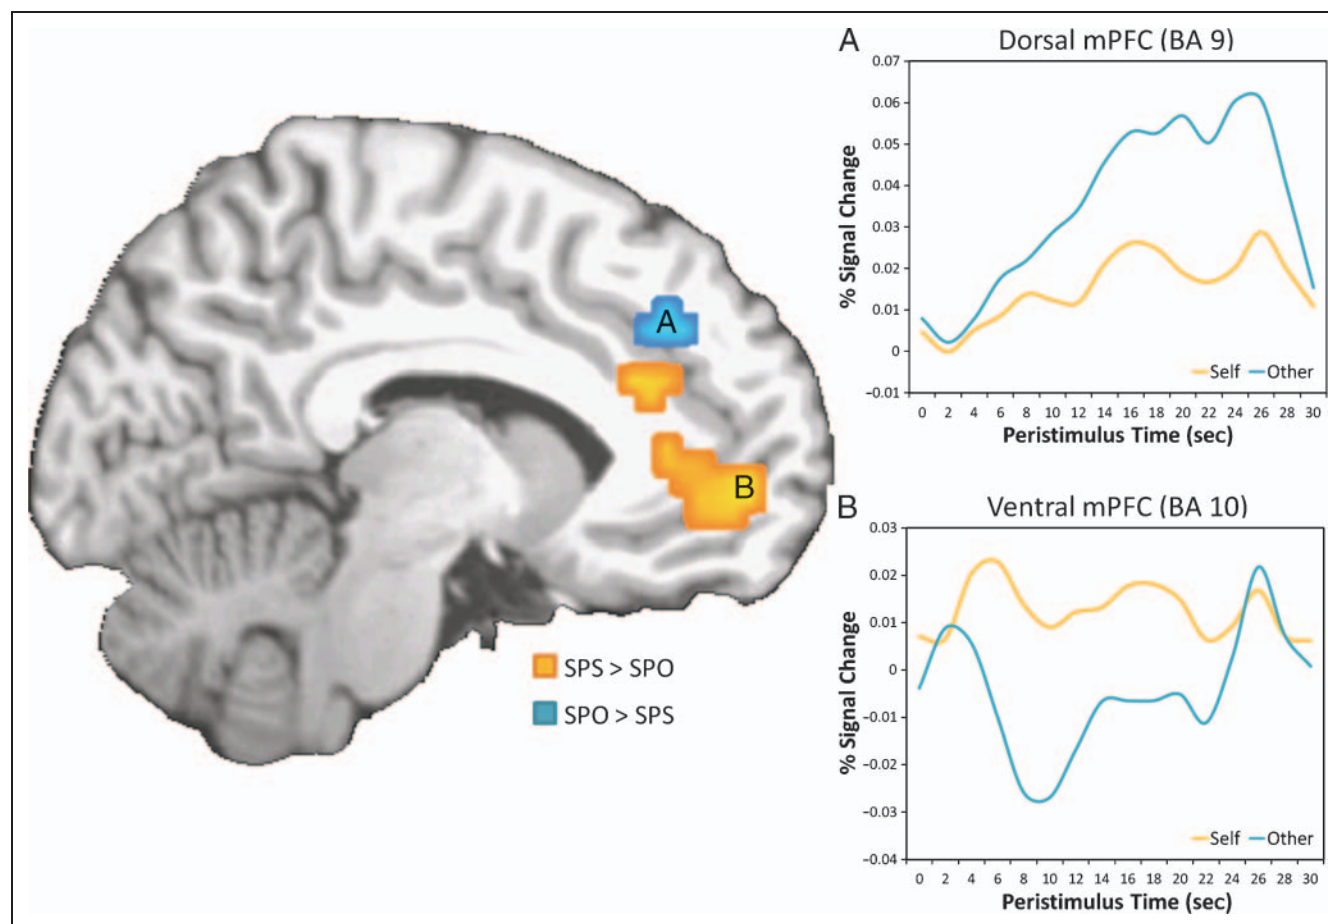 A
Dorsal mPFC (BA 9)
0.07
0.06
0.05
0.04
0.03
0.02
0.01
0
−0.01
% Signal Change
Self Other
0 2 4 6 8 10 12 14 16 18 20 22 24 26 28 30
Peristimulus Time (sec)
A
B
SPS > SPO
SPO > SPS
B
Ventral mPFC (BA 10)
0.03
0.02
0.01
0
−0.01
−0.02
−0.03
−0.04
% Signal Change
Self Other
0 2 4 6 8 10 12 14 16 18 20 22 24 26 28 30
Peristimulus Time (sec)